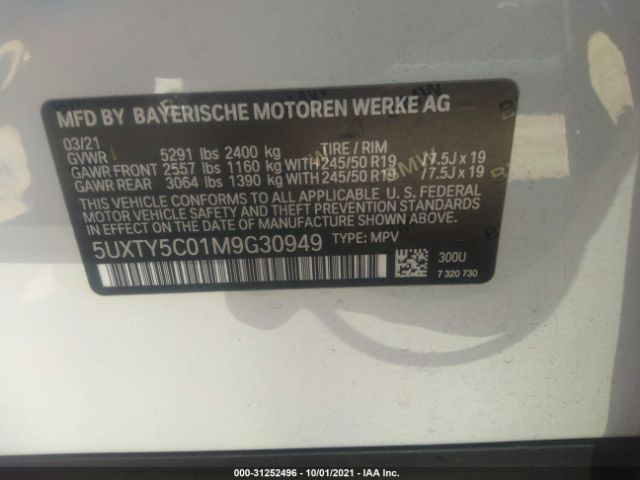 MFD BY BAYERISCHE MOTOREN WERKE AG
03/21
GVWR 5291 lbs 2400 kg TIRE / RIM
GAWR FRONT 2557 lbs 1160 kg WITH 245/50 R19 /7.5J x 19
GAWR REAR 3064 lbs 1390 kg WITH 245/50 R19 /7.5J x 19
THIS VEHICLE CONFORMS TO ALL APPLICABLE U. S. FEDERAL
MOTOR VEHICLE SAFETY AND THEFT PREVENTION STANDARDS
IN EFFECT ON THE DATE OF MANUFACTURE SHOWN ABOVE.
5UXTY5C01M9G30949 TYPE: MPV
300U
7 320 730
000-31252496 - 10/01/2021 - IAA Inc.